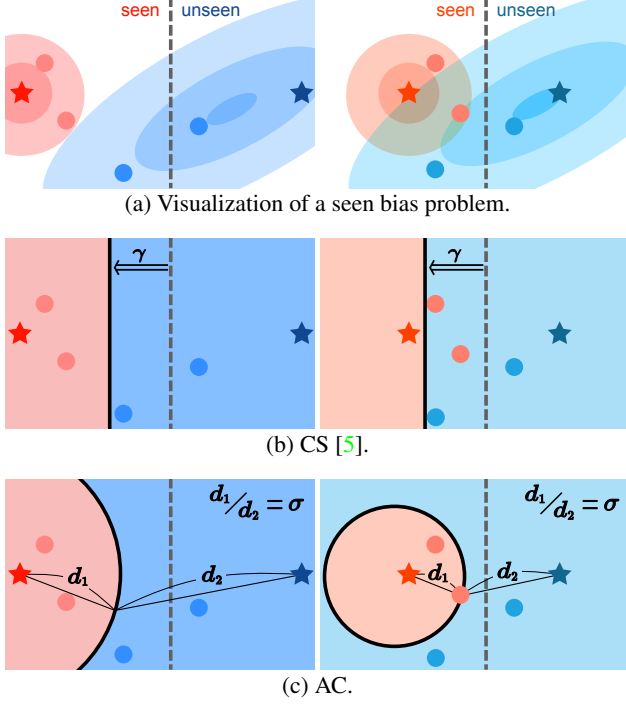 seen unseen seen unseen
(a) Visualization of a seen bias problem.
γ γ
(b) CS [5].
d₁/d₂ = σ d₁/d₂ = σ
d₁ d₂ d₁ d₂
(c) AC.